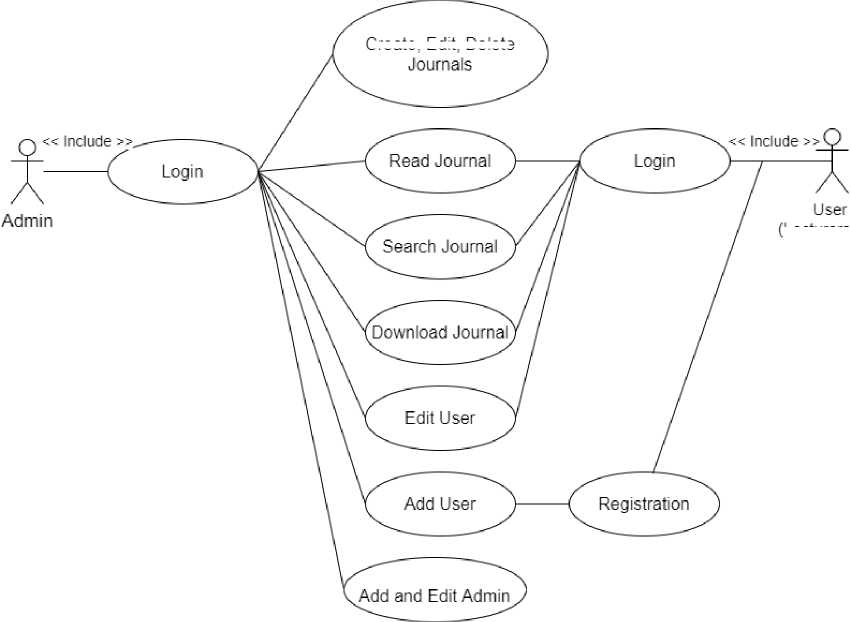 Create, Edit, Delete
Journals
<< Include >>
<< Include >>
Login
Read Journal
Login
Admin
User
Search Journal
Download Journal
Edit User
Add User
Registration
Add and Edit Admin